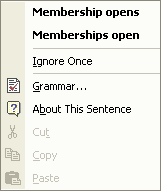 Membership opens
Memberships open
Ignore Once
Grammar...
About This Sentence
Cut
Copy
Paste